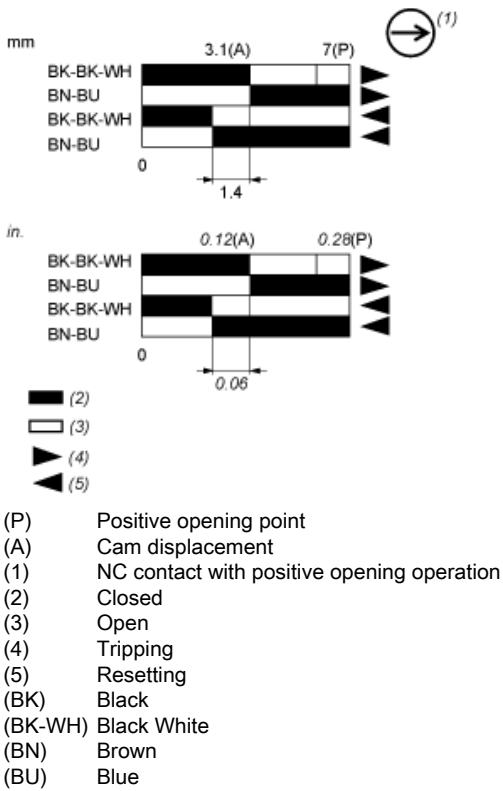 (1)
mm
3.1(A) 7(P)
BK-BK-WH
BN-BU
BK-BK-WH
BN-BU
0
1.4
in.
0.12(A) 0.28(P)
BK-BK-WH
BN-BU
BK-BK-WH
BN-BU
0
0.06
(2)
(3)
(4)
(5)
(P) Positive opening point
(A) Cam displacement
(1) NC contact with positive opening operation
(2) Closed
(3) Open
(4) Tripping
(5) Resetting
(BK) Black
(BK-WH) Black White
(BN) Brown
(BU) Blue